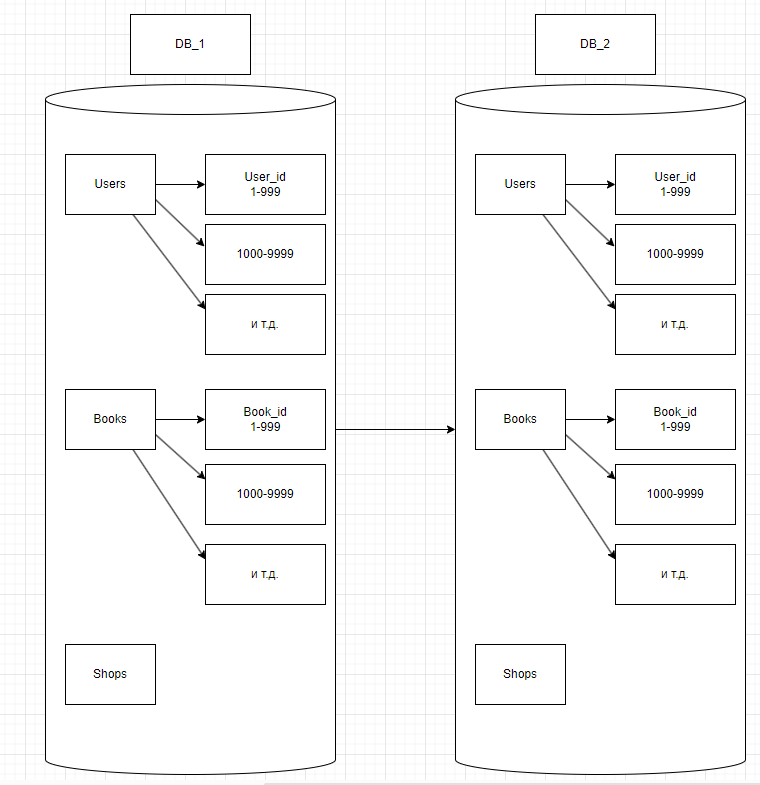 DB_1
DB_2
Users
User_id
1-999
1000-9999
и т.д.
Books
Book_id
1-999
1000-9999
и т.д.
Shops
Users
User_id
1-999
1000-9999
и т.д.
Books
Book_id
1-999
1000-9999
и т.д.
Shops